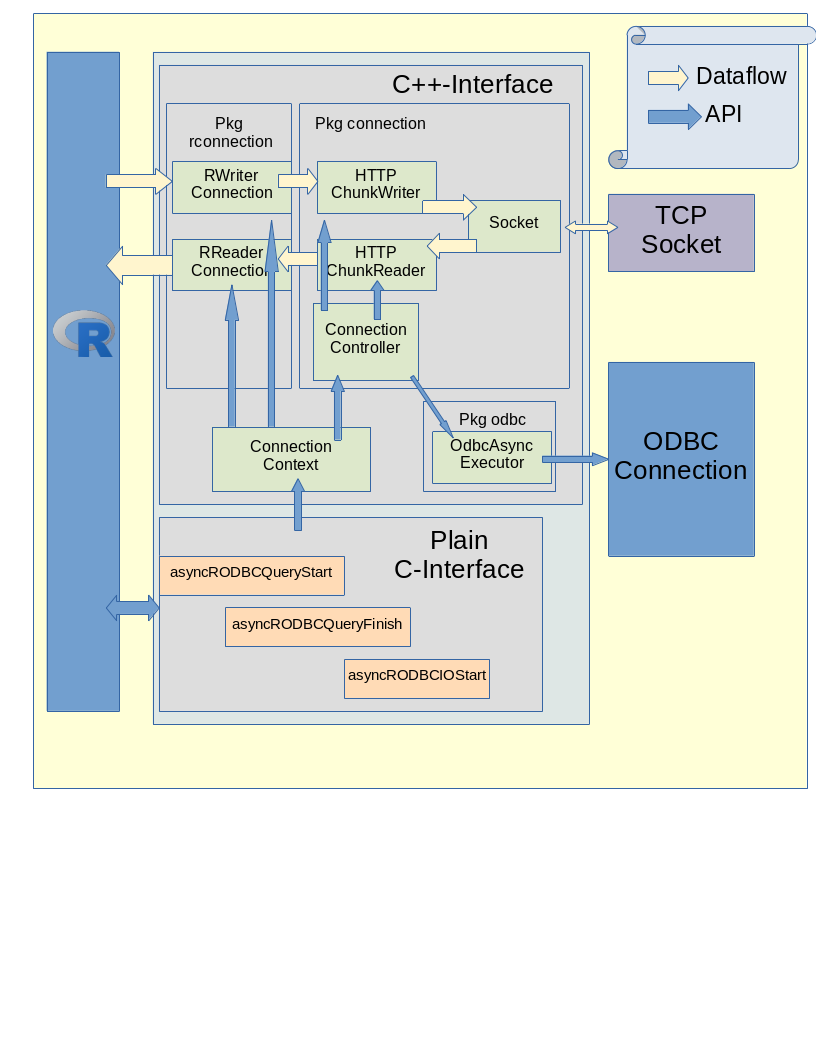 C++-Interface
Dataflow
API
Pkg
rconnection
Pkg connection
RWriter
Connection
HTTP
ChunkWriter
Socket
TCP
Socket
RReader
Connection
HTTP
ChunkReader
R
Connection
Controller
Pkg odbc
OdbcAsync
Executor
Connection
Context
ODBC
Connection
Plain
C-Interface
asyncRODBCQueryStart
asyncRODBCQueryFinish
asyncRODBCIOStart